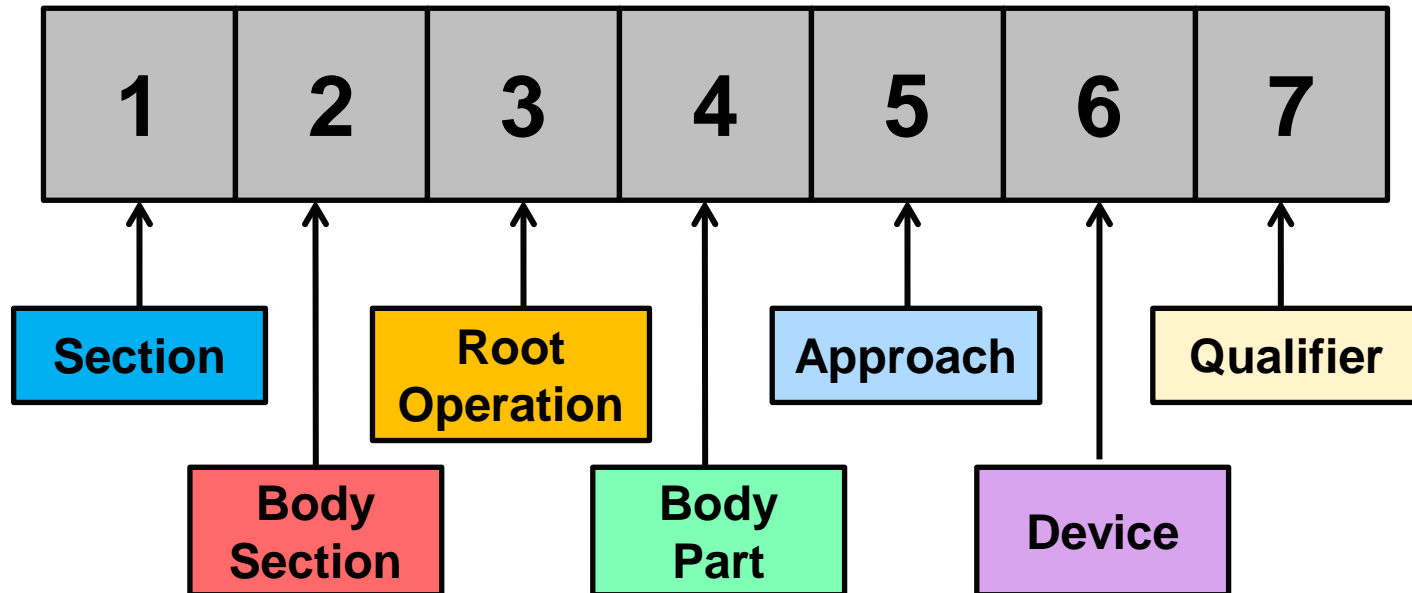 1 2 3 4 5 6 7
Section
Root
Operation
Approach
Qualifier
Body
Section
Body
Part
Device